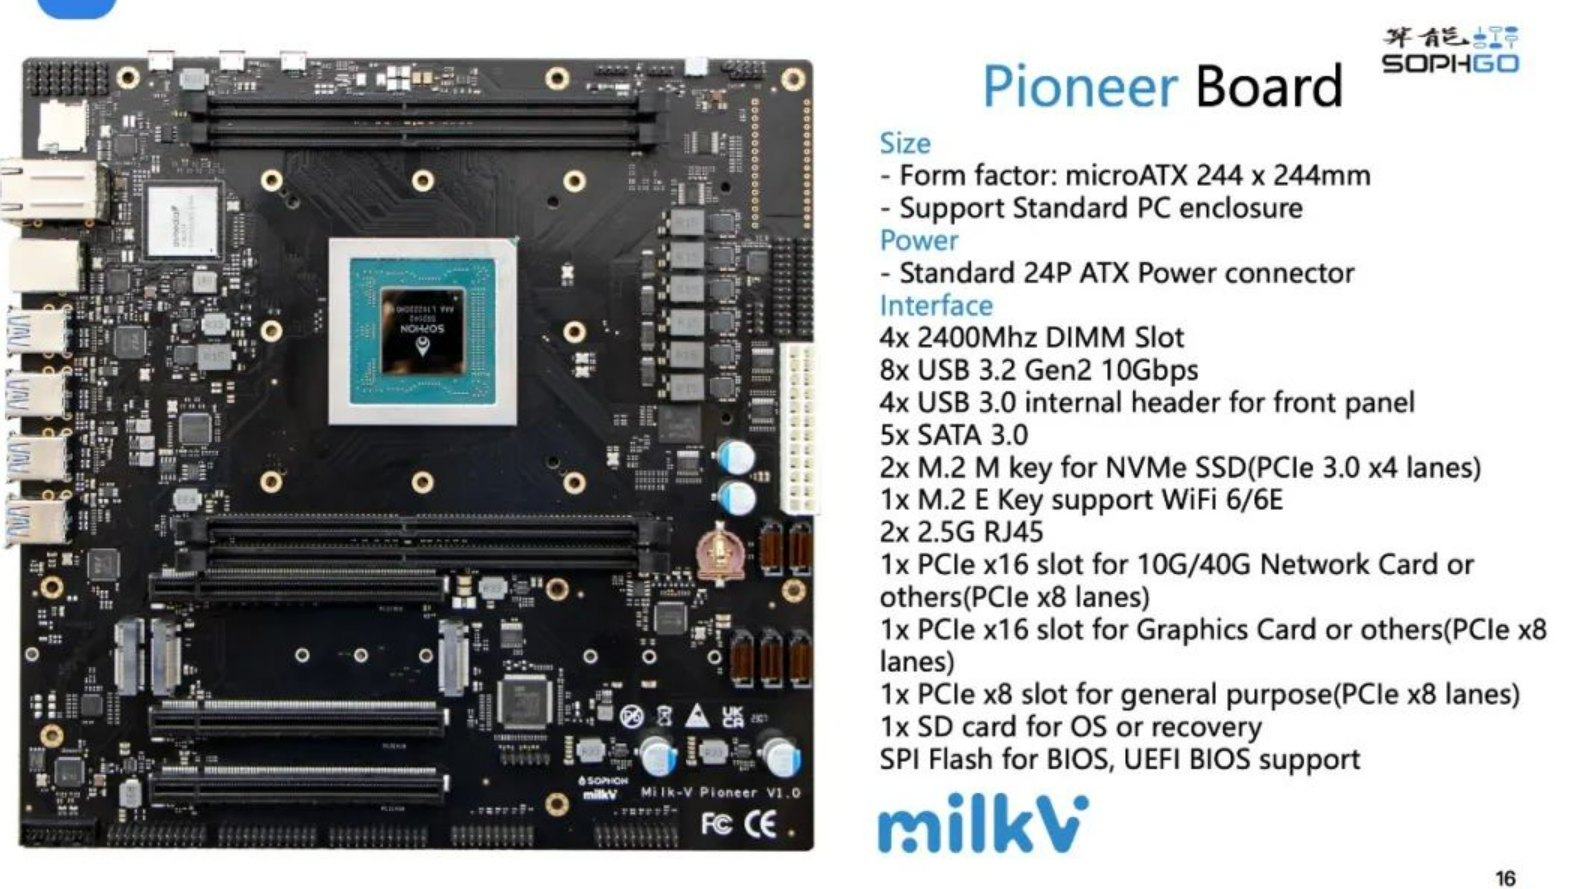 算能
SOPHGO
Pioneer Board
Size
- Form factor: microATX 244 x 244mm
- Support Standard PC enclosure
Power
- Standard 24P ATX Power connector
Interface
4x 2400Mhz DIMM Slot
8x USB 3.2 Gen2 10Gbps
4x USB 3.0 internal header for front panel
5x SATA 3.0
2x M.2 M key for NVMe SSD(PCIe 3.0 x4 lanes)
1x M.2 E Key support WiFi 6/6E
2x 2.5G RJ45
1x PCIe x16 slot for 10G/40G Network Card or
others(PCIe x8 lanes)
1x PCIe x16 slot for Graphics Card or others(PCIe x8
lanes)
1x PCIe x8 slot for general purpose(PCIe x8 lanes)
1x SD card for OS or recovery
SPI Flash for BIOS, UEFI BIOS support
milkV
16
SOPHON
UK
CA
SOPHON
milkV
Milk-V Pioneer V1.0
FC CE